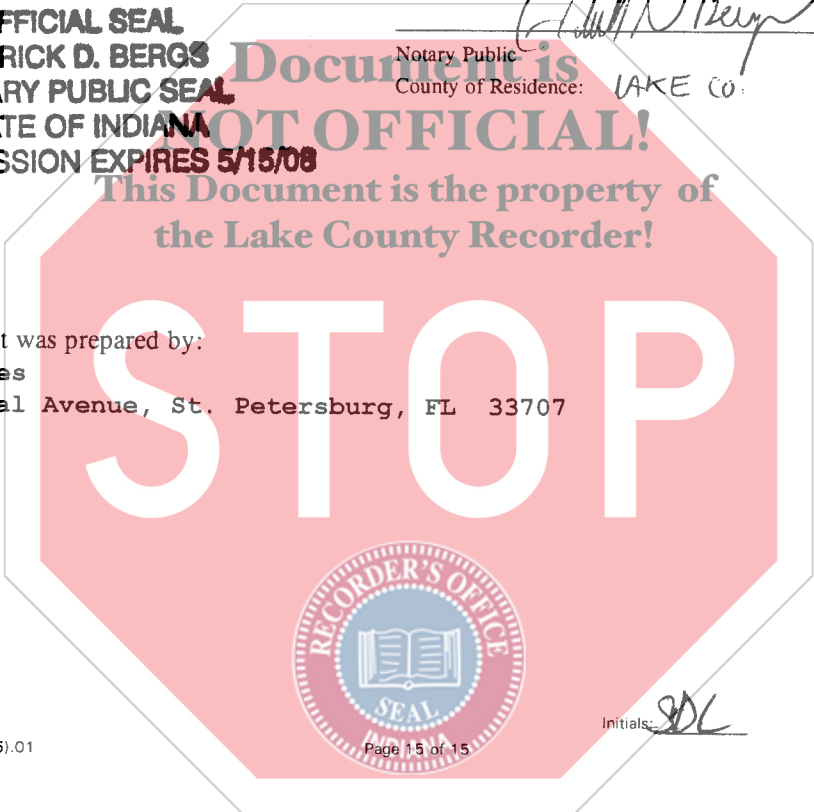 FFICIAL SEAL
RICK D. BERGS
RY PUBLIC SEAL
TE OF INDIANA
SSION EXPIRES 5/15/08
Notary Public
County of Residence: LAKE CO.
Document is
NOT OFFICIAL!
This Document is the property of
the Lake County Recorder!
t was prepared by:
es
al Avenue, St. Petersburg, FL 33707
STOP
RECORDER'S OFFICE
SEAL
INDIANA
Initials: SDL
5).01
Page 15 of 15